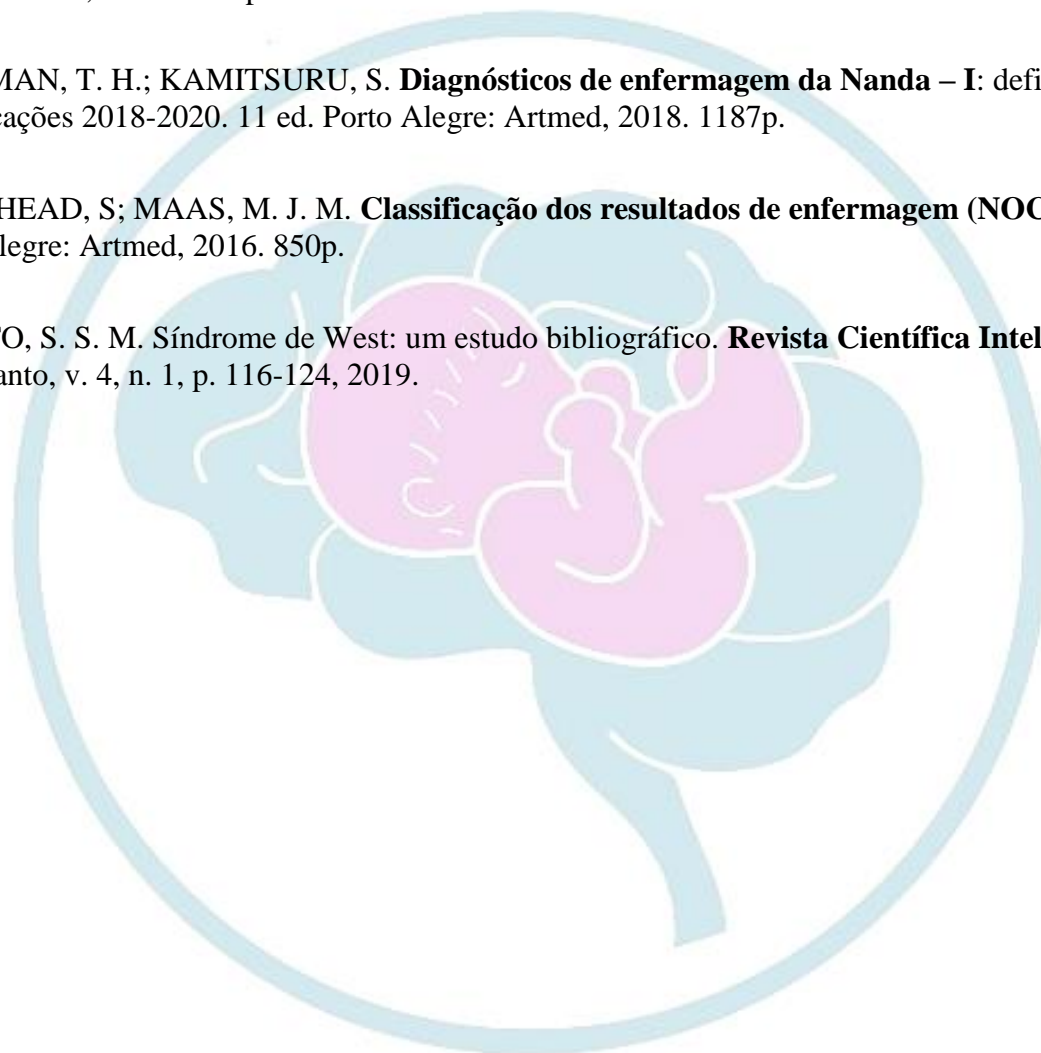 MAN, T. H.; KAMITSURU, S. Diagnósticos de enfermagem da Nanda – I: defi
cações 2018-2020. 11 ed. Porto Alegre: Artmed, 2018. 1187p.
HEAD, S; MAAS, M. J. M. Classificação dos resultados de enfermagem (NOC
legre: Artmed, 2016. 850p.
TO, S. S. M. Síndrome de West: um estudo bibliográfico. Revista Científica Intel
anto, v. 4, n. 1, p. 116-124, 2019.